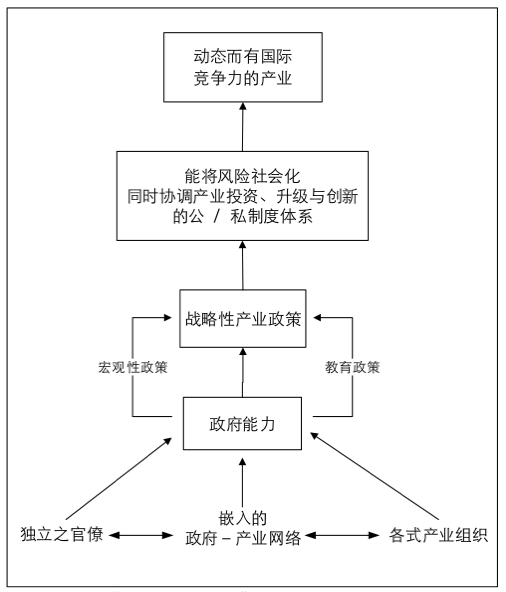 动态而有国际
竞争力的产业
能将风险社会化
同时协调产业投资、升级与创新
的公 / 私制度体系
战略性产业政策
宏观性政策
教育政策
政府能力
独立之官僚
嵌入的
政府－产业网络
各式产业组织